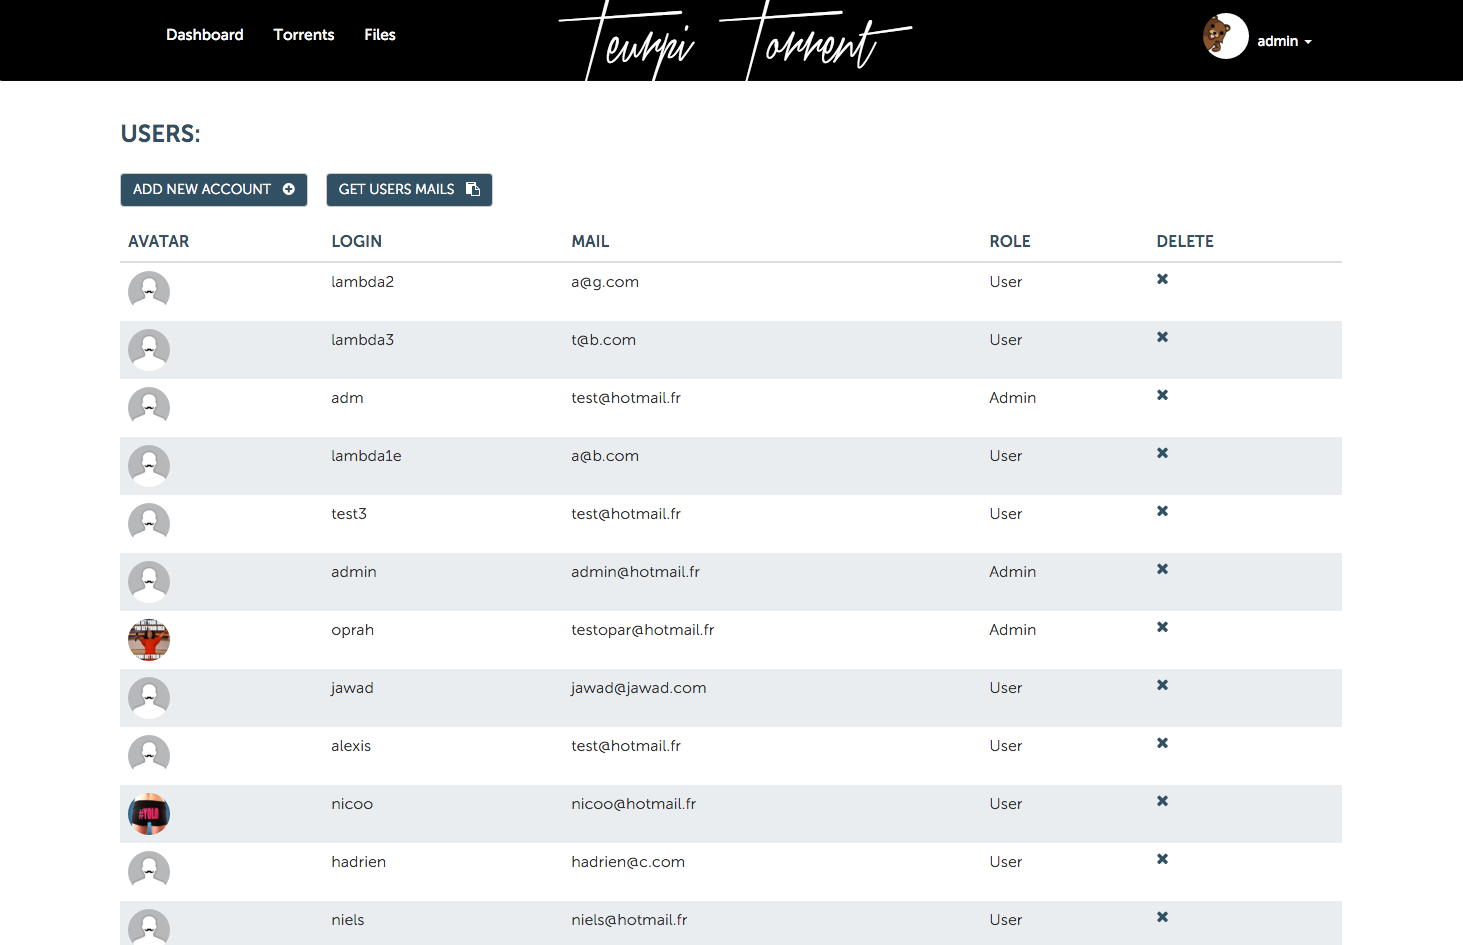 Dashboard Torrents Files Teurpi Torrent admin
USERS:
ADD NEW ACCOUNT GET USERS MAILS
AVATAR LOGIN MAIL ROLE DELETE
lambda2 a@g.com User
lambda3 t@b.com User
adm test@hotmail.fr Admin
lambda1e a@b.com User
test3 test@hotmail.fr User
admin admin@hotmail.fr Admin
oprah testopar@hotmail.fr Admin
jawad jawad@jawad.com User
alexis test@hotmail.fr User
#YOLO nicoo nicoo@hotmail.fr User
hadrien hadrien@c.com User
niels niels@hotmail.fr User